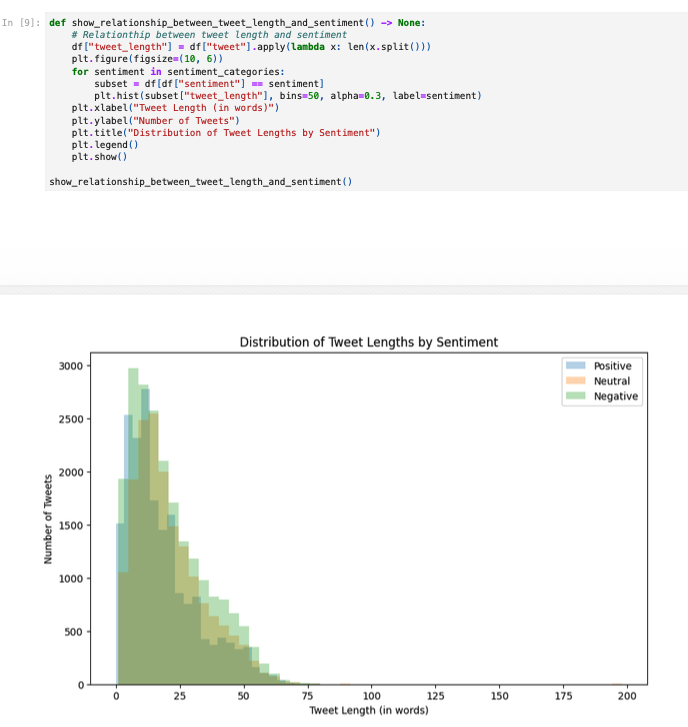 In [9]: def show_relationship_between_tweet_length_and_sentiment() -> None:
# Relationthip between tweet length and sentiment
df["tweet_length"] = df["tweet"].apply(lambda x: len(x.split()))
plt.figure(figsize=(10, 6))
for sentiment in sentiment_categories:
subset = df[df["sentiment"] == sentiment]
plt.hist(subset["tweet_length"], bins=50, alpha=0.3, label=sentiment)
plt.xlabel("Tweet Length (in words)")
plt.ylabel("Number of Tweets")
plt.title("Distribution of Tweet Lengths by Sentiment")
plt.legend()
plt.show()
show_relationship_between_tweet_length_and_sentiment()
Distribution of Tweet Lengths by Sentiment
Positive
Neutral
Negative
Number of Tweets
3000
2500
2000
1500
1000
500
0
0 25 50 75 100 125 150 175 200
Tweet Length (in words)